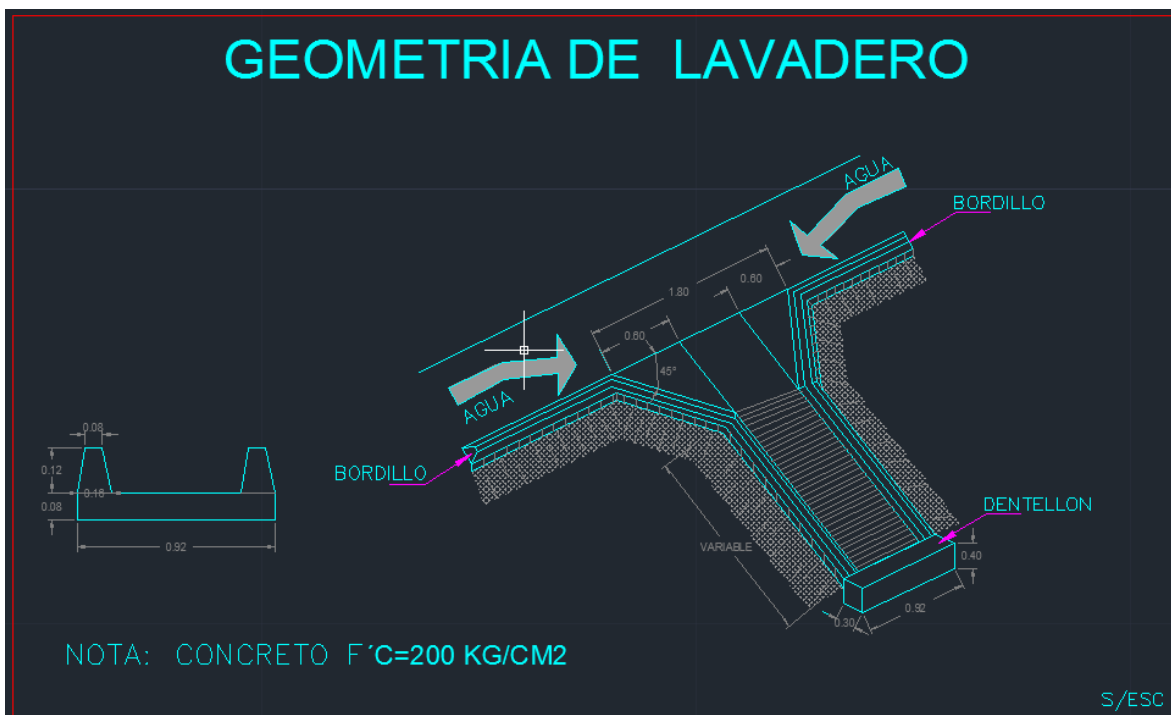 GEOMETRIA DE LAVADERO
AGUA
BORDILLO
0.60
1.80
0.60
45°
AGUA
0.08
0.12
0.16
0.08
0.92
BORDILLO
DENTELLON
VARIABLE
0.40
0.92
0.30
NOTA: CONCRETO F´C=200 KG/CM2
S/ESC